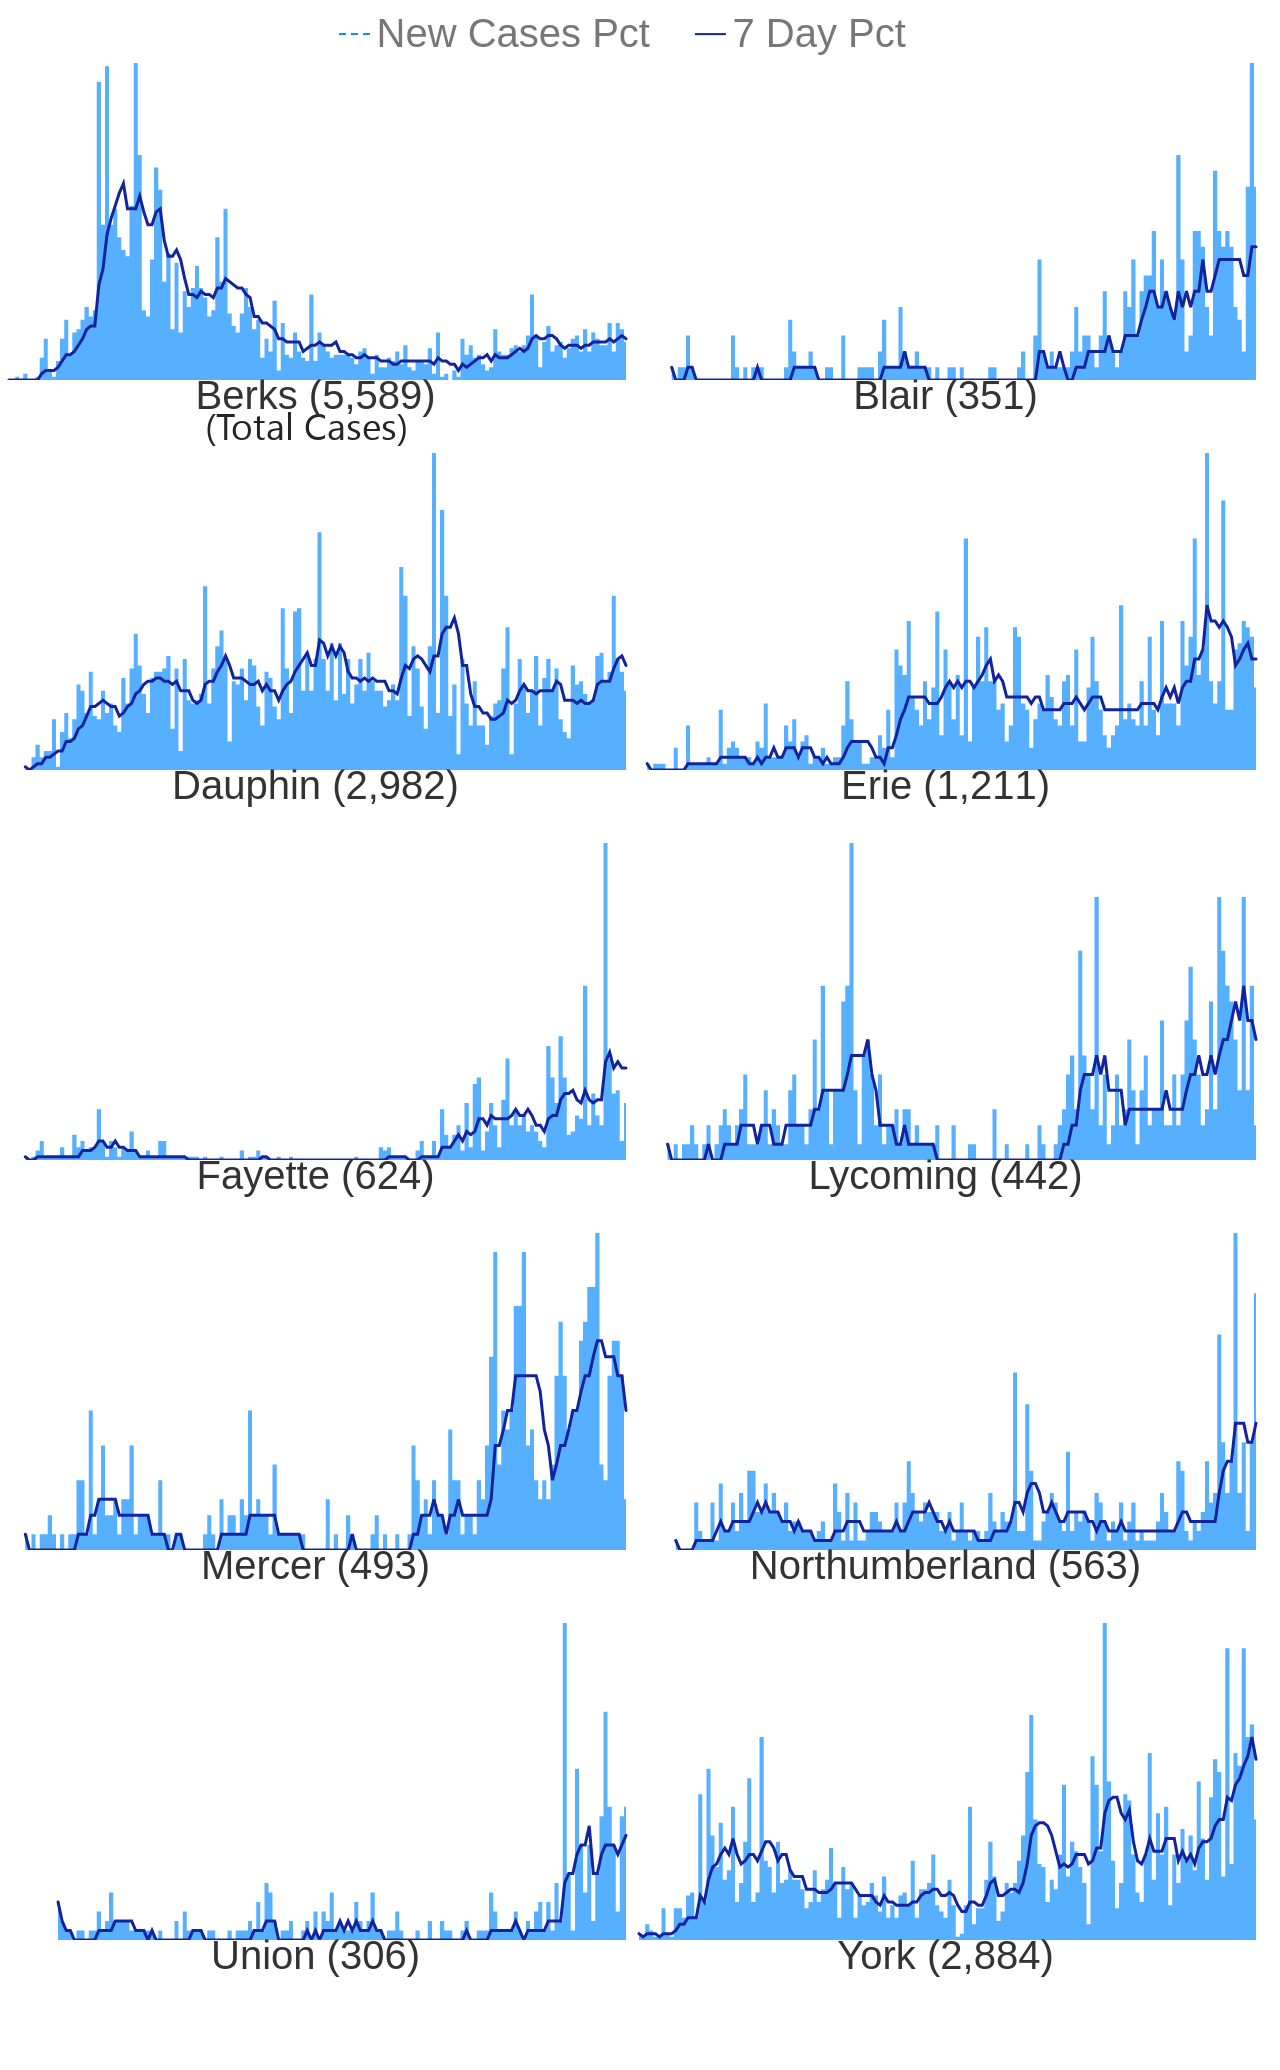 New Cases Pct 7 Day Pct
Berks (5,589) Blair (351)
(Total Cases)
Dauphin (2,982) Erie (1,211)
Fayette (624) Lycoming (442)
Mercer (493) Northumberland (563)
Union (306) York (2,884)